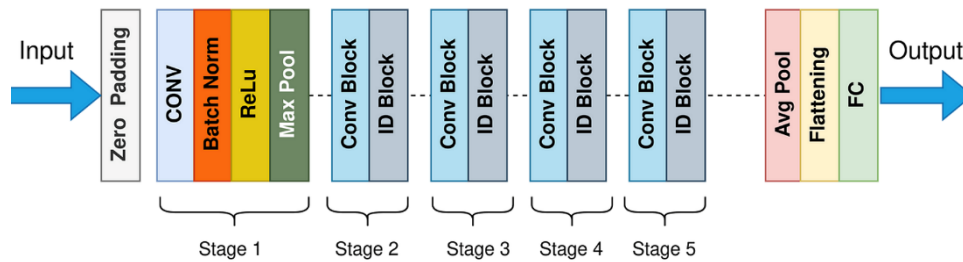 Input
Zero Padding
CONV
Batch Norm
ReLu
Max Pool
Conv Block
ID Block
Conv Block
ID Block
Conv Block
ID Block
Conv Block
ID Block
Avg Pool
Flattening
FC
Output
Stage 1
Stage 2
Stage 3
Stage 4
Stage 5